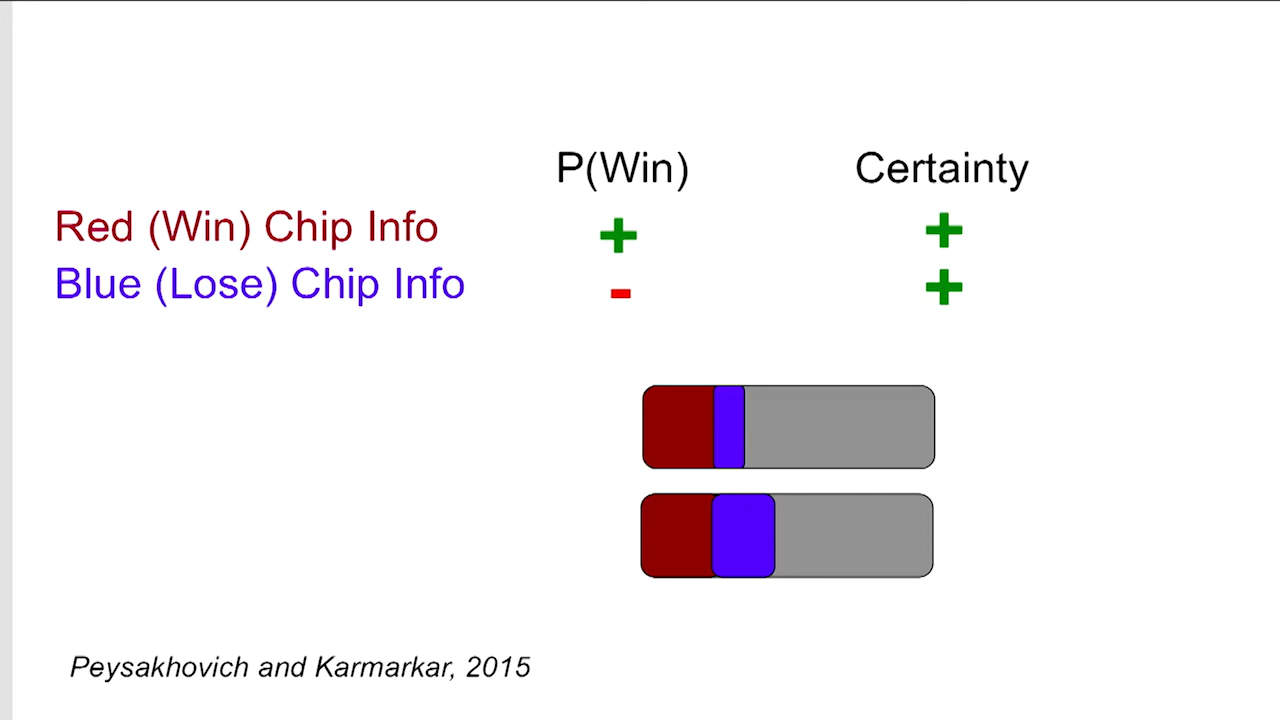 P(Win) Certainty
Red (Win) Chip Info + +
Blue (Lose) Chip Info - +
Peysakhovich and Karmarkar, 2015